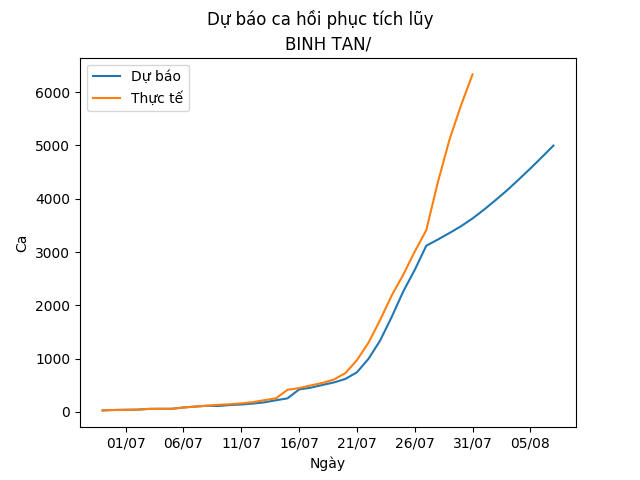 Dự báo ca hồi phục tích lũy
BINH TAN/
Dự báo
Thực tế
6000
5000
4000
3000
2000
1000
0
Ca
01/07 06/07 11/07 16/07 21/07 26/07 31/07 05/08
Ngày